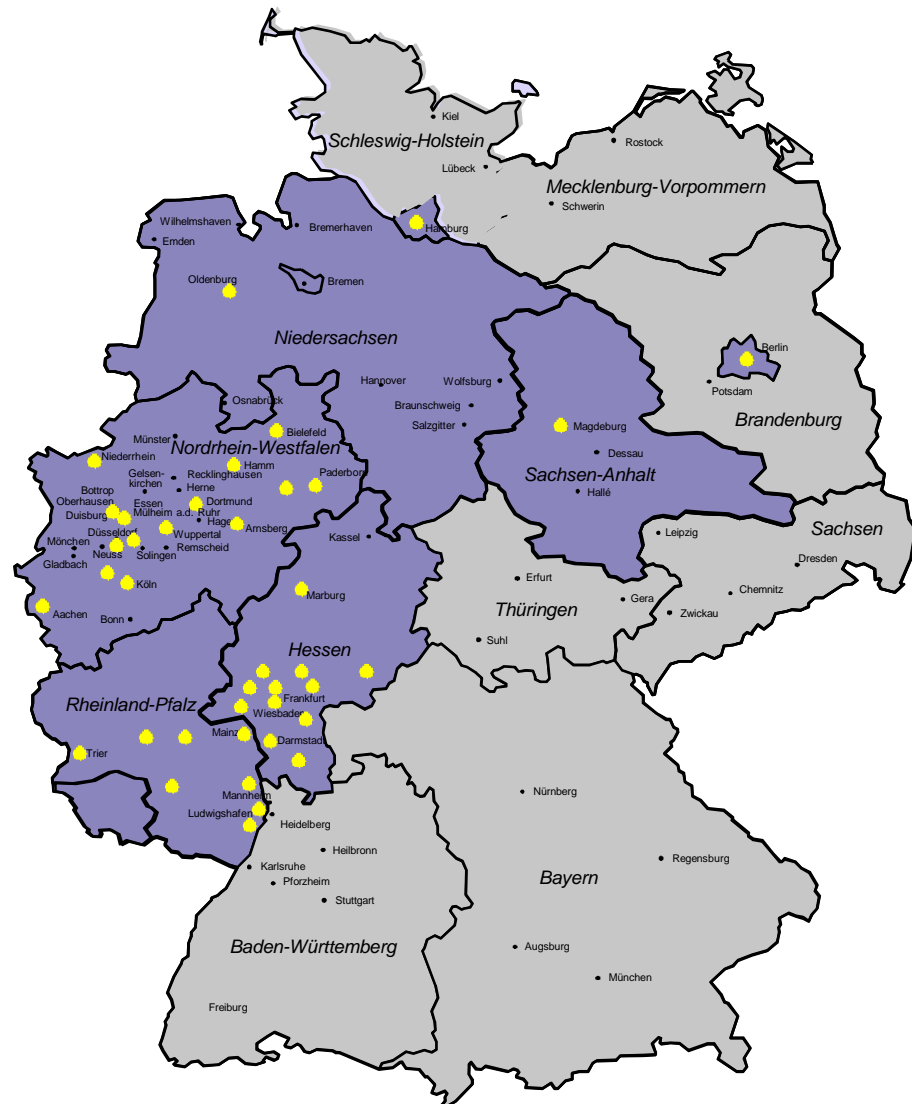 Kiel
Schleswig-Holstein
Rostock
Lübeck
Mecklenburg-Vorpommern
Schwerin
Wilhelmshaven
Bremerhaven
Hamburg
Emden
Oldenburg
Bremen
Niedersachsen
Berlin
Hannover
Wolfsburg
Potsdam
Osnabrück
Braunschweig
Brandenburg
Salzgitter
Magdeburg
Bielefeld
Münster
Nordrhein-Westfalen
Niederrhein
Hamm
Dessau
Gelsen-
kirchen
Recklinghausen
Paderborn
Sachsen-Anhalt
Bottrop
Herne
Hallé
Oberhausen
Essen
Dortmund
Duisburg
Mülheim a.d. Ruhr
Hagen
Arnsberg
Sachsen
Düsseldorf
Wuppertal
Kassel
Leipzig
Mönchen
Gladbach
Neuss
Solingen
Remscheid
Dresden
Erfurt
Köln
Marburg
Chemnitz
Thüringen
Gera
Aachen
Bonn
Zwickau
Suhl
Hessen
Rheinland-Pfalz
Frankfurt
Wiesbaden
Mainz
Darmstadt
Trier
Mannheim
Nürnberg
Ludwigshafen
Heidelberg
Heilbronn
Regensburg
Karlsruhe
Pforzheim
Bayern
Stuttgart
Baden-Württemberg
Augsburg
München
Freiburg